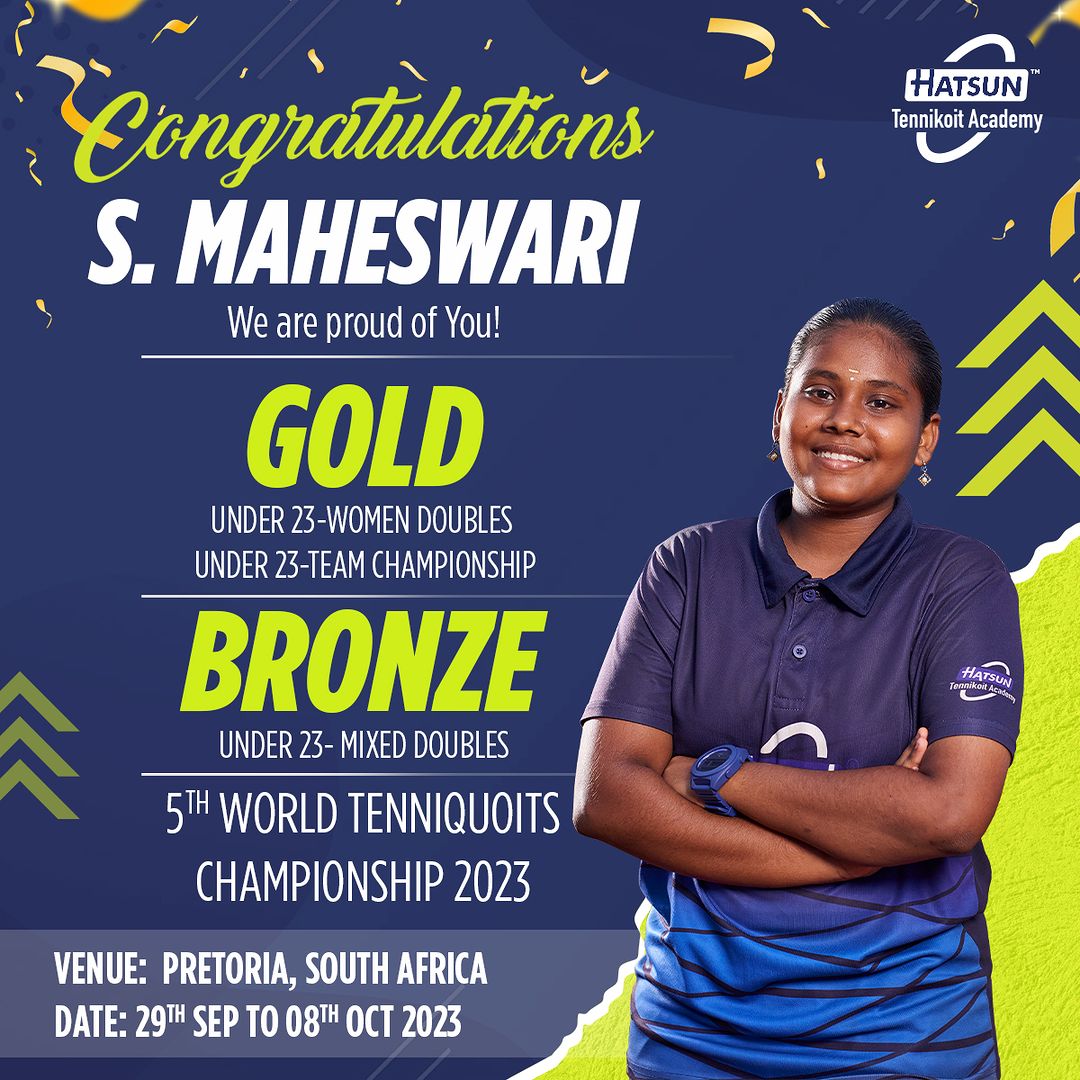 Congratulations
HATSUN™
Tennikoit Academy
S. MAHESWARI
We are proud of You!
GOLD
UNDER 23-WOMEN DOUBLES
UNDER 23-TEAM CHAMPIONSHIP
BRONZE
UNDER 23- MIXED DOUBLES
5TH WORLD TENNIQUOITS
CHAMPIONSHIP 2023
VENUE: PRETORIA, SOUTH AFRICA
DATE: 29TH SEP TO 08TH OCT 2023
HATSUN
Tennikoit Academy